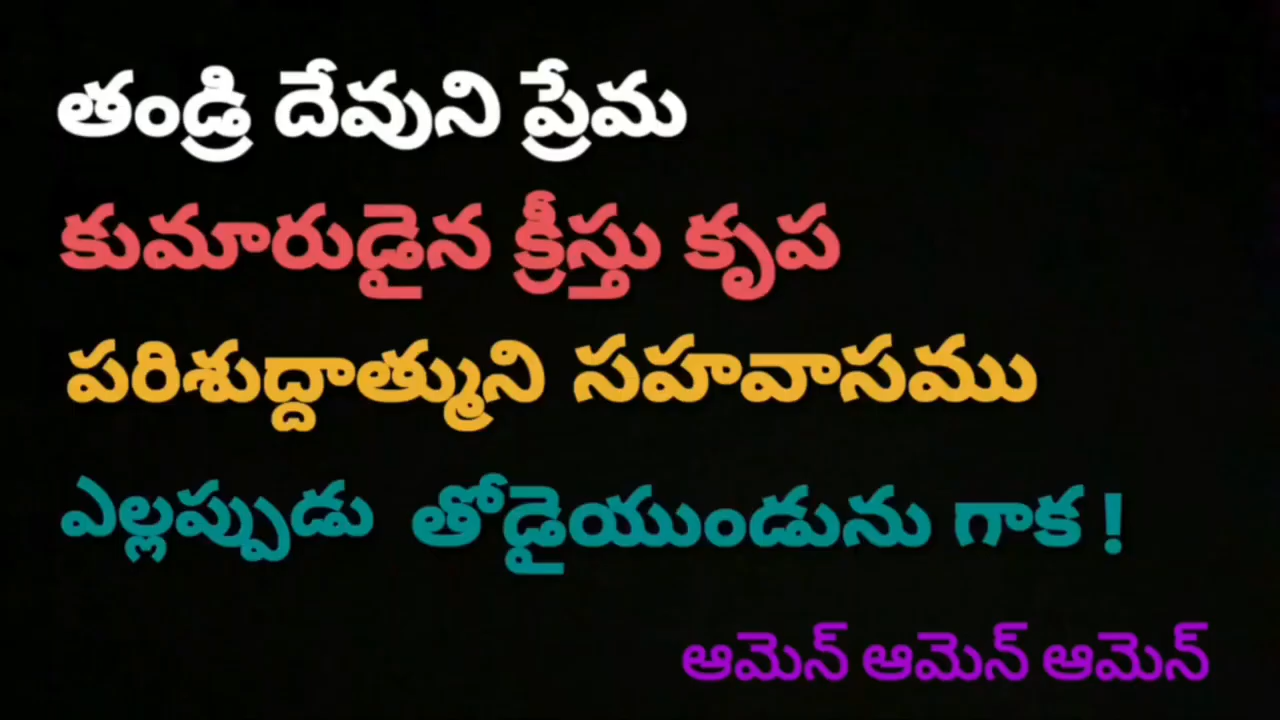 తండ్రి దేవుని ప్రేమ
కుమారుడైన క్రీస్తు కృప
పరిశుద్దాత్ముని సహవాసము
ఎల్లప్పుడు తోడైయుండును గాక !
ఆమెన్ ఆమెన్ ఆమెన్